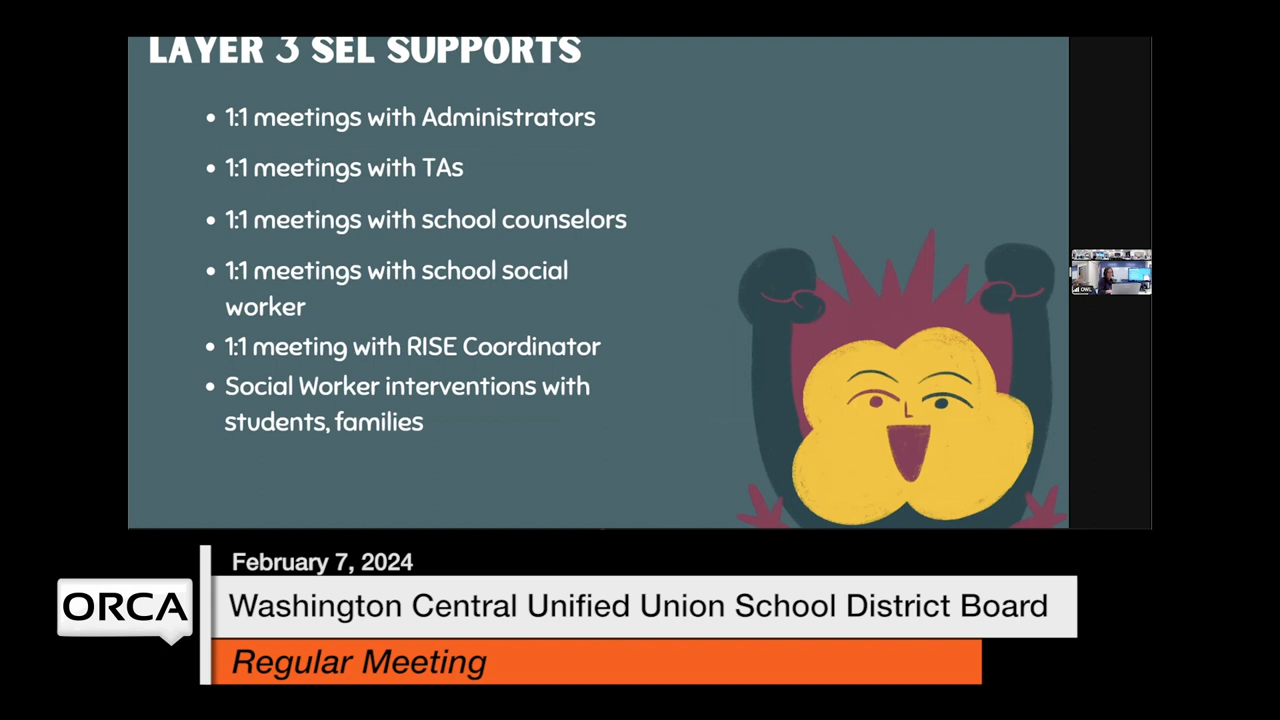 LAYER 3 SEL SUPPORTS
• 1:1 meetings with Administrators
• 1:1 meetings with TAs
• 1:1 meetings with school counselors
• 1:1 meetings with school social
worker
• 1:1 meeting with RISE Coordinator
• Social Worker interventions with
students, families
OWL
February 7, 2024
ORCA
Washington Central Unified Union School District Board
Regular Meeting